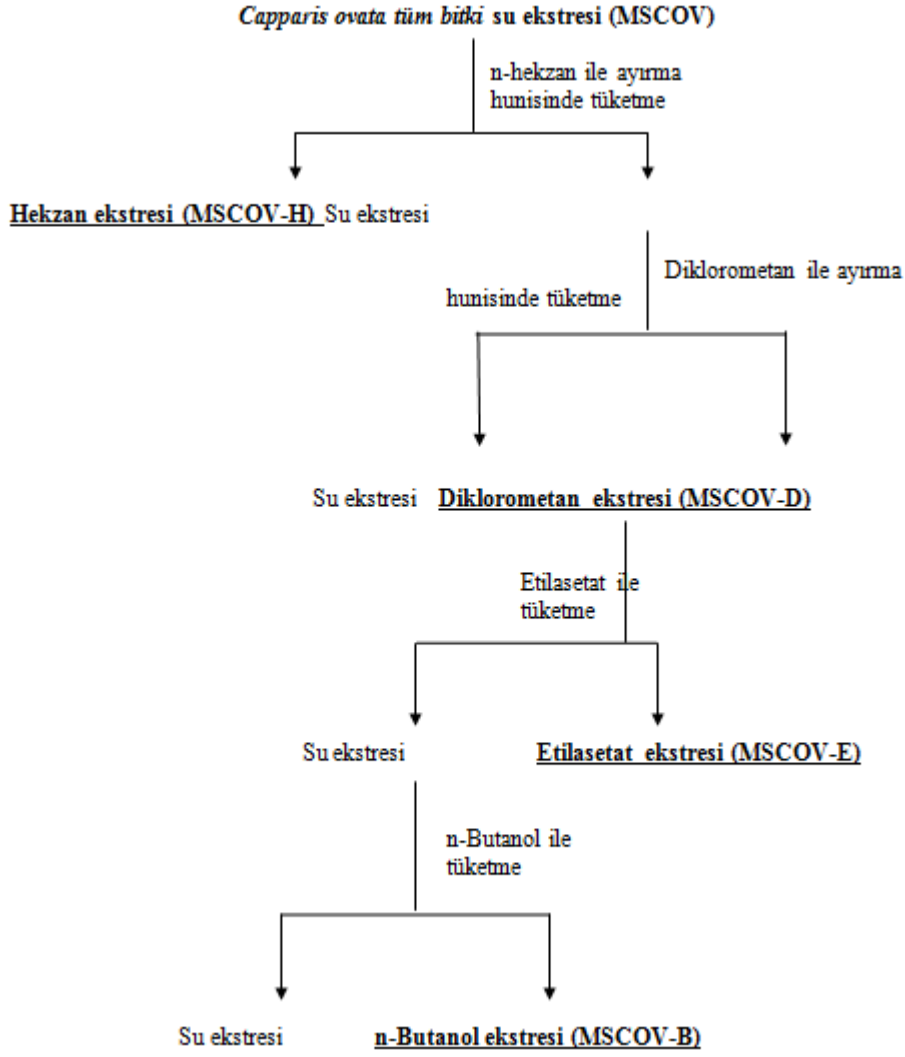 Capparis ovata tüm bitki su ekstresi (MSCOV)
n-hekzan ile ayırma
hunisinde tüketme
Hekzan ekstresi (MSCOV-H) Su ekstresi
Diklorometan ile ayırma
hunisinde tüketme
Su ekstresi Diklorometan ekstresi (MSCOV-D)
Etilasetat ile
tüketme
Su ekstresi Etilasetat ekstresi (MSCOV-E)
n-Butanol ile
tüketme
Su ekstresi n-Butanol ekstresi (MSCOV-B)